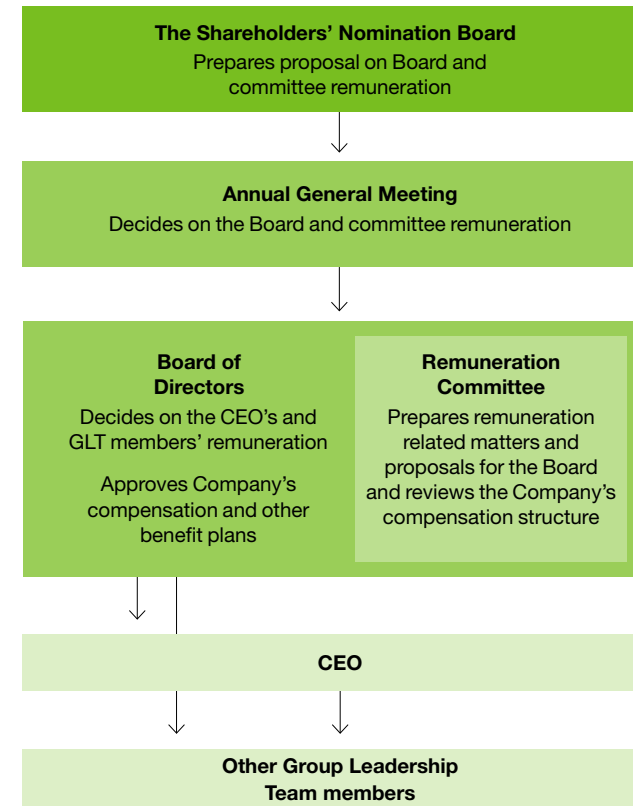 The Shareholders’ Nomination Board
Prepares proposal on Board and
committee remuneration
Annual General Meeting
Decides on the Board and committee remuneration
Board of
Directors
Decides on the CEO’s and
GLT members’ remuneration
Approves Company’s
compensation and other
benefit plans
Remuneration
Committee
Prepares remuneration
related matters and
proposals for the Board
and reviews the Company’s
compensation structure
CEO
Other Group Leadership
Team members